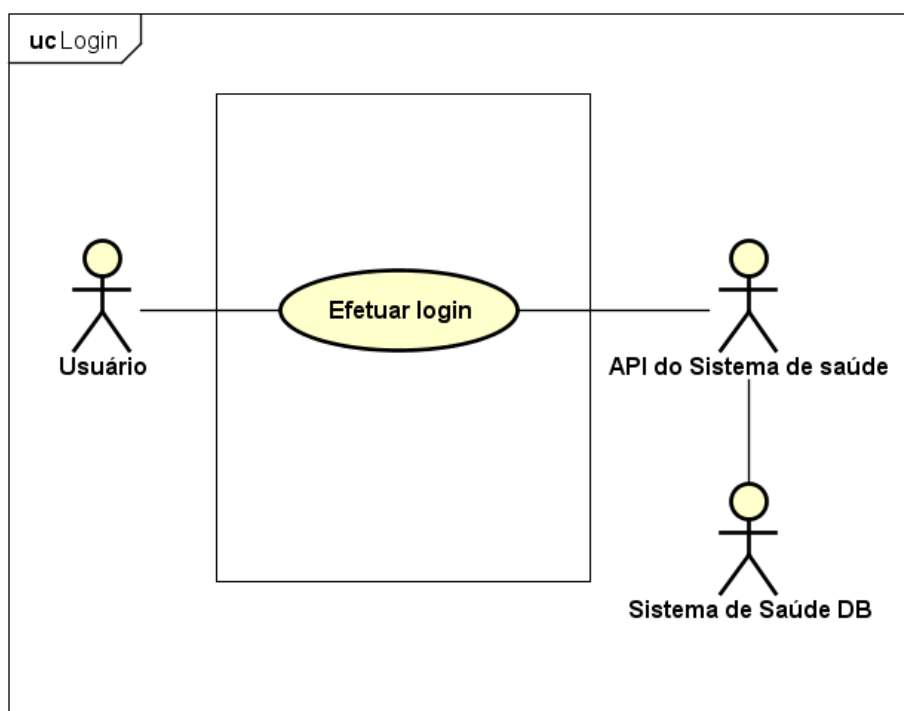 uc Login
Efetuar login
Usuário
API do Sistema de saúde
Sistema de Saúde DB